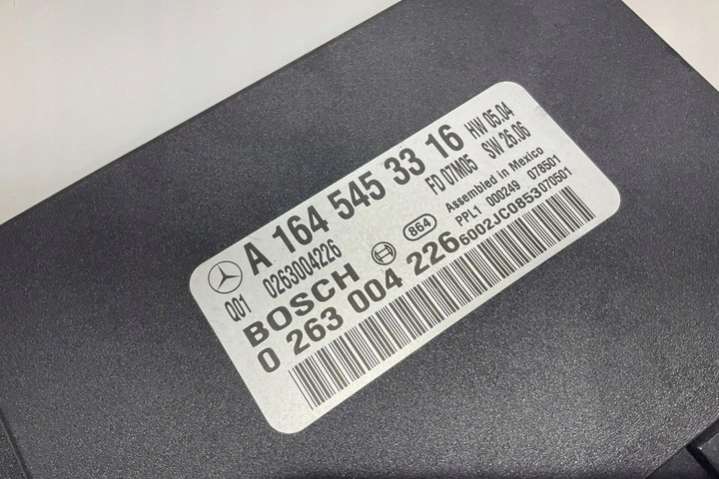 A 164 545 33 16 HW 05.04
001 0263004226 FD 07M05 SW 26.06
BOSCH 864 Assembled in Mexico
PPL1 000249 078501
0 263 004 226 6002JC0853070501